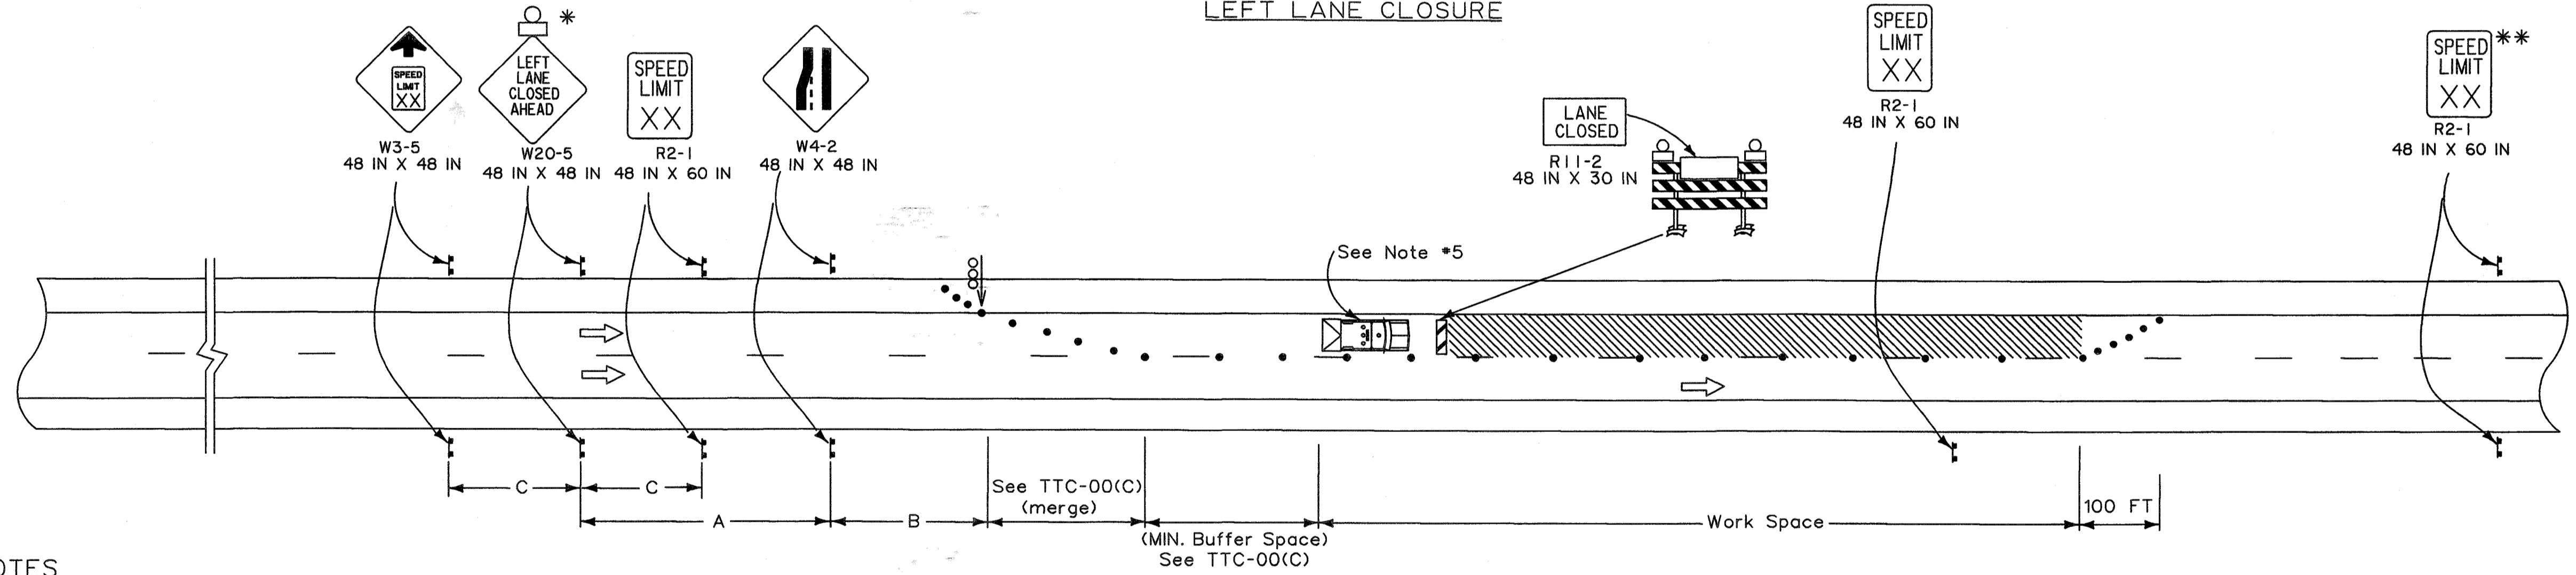 LEFT LANE CLOSURE
SPEED
LIMIT
XX
W3-5
48 IN X 48 IN
*
LEFT
LANE
CLOSED
AHEAD
W20-5
48 IN X 48 IN
SPEED
LIMIT
XX
R2-1
48 IN X 60 IN
W4-2
48 IN X 48 IN
LANE
CLOSED
R11-2
48 IN X 30 IN
SPEED
LIMIT
XX
R2-1
48 IN X 60 IN
SPEED
LIMIT
XX
**
R2-1
48 IN X 60 IN
See Note #5
C
C
A
B
See TTC-00(C)
(merge)
(MIN. Buffer Space)
See TTC-00(C)
Work Space
100 FT